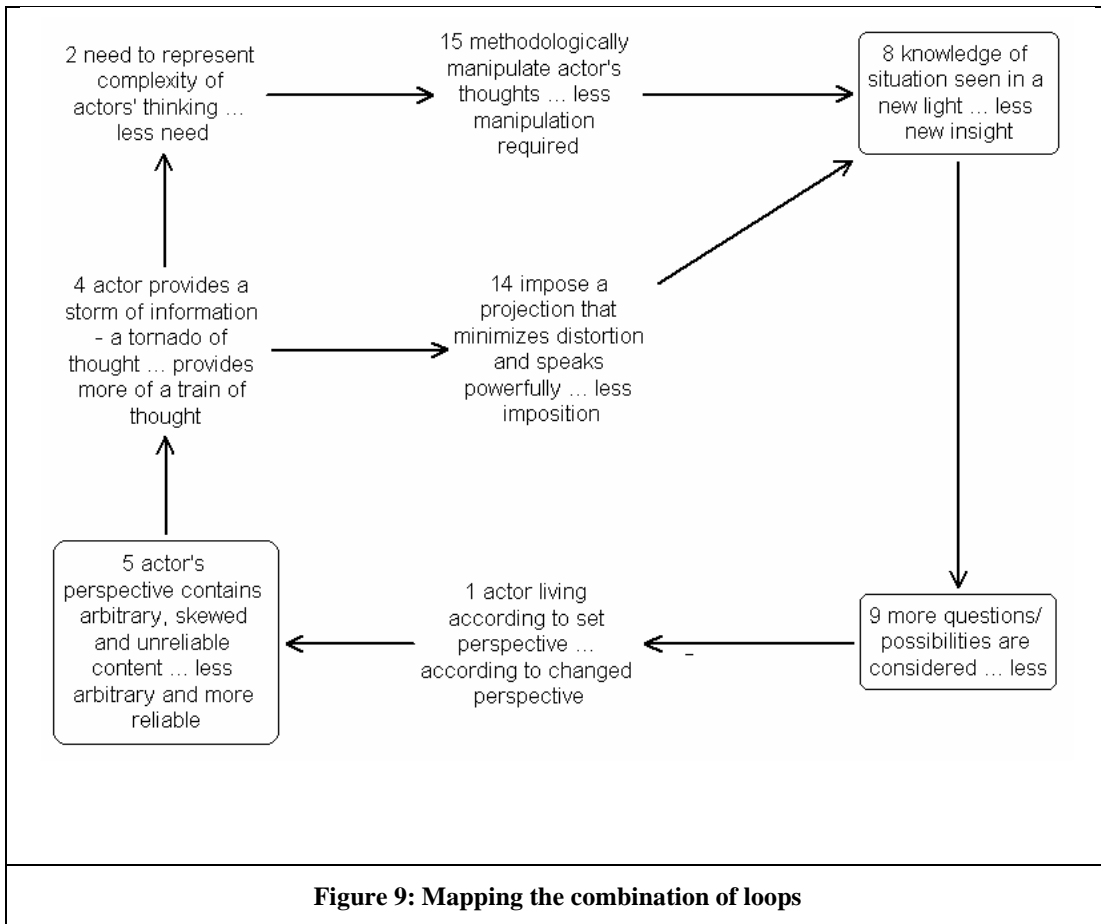 2 need to represent
complexity of
actors' thinking ...
less need
15 methodologically
manipulate actor's
thoughts ... less
manipulation
required
8 knowledge of
situation seen in a
new light ... less
new insight
4 actor provides a
storm of information
- a tornado of
thought ... provides
more of a train of
thought
14 impose a
projection that
minimizes distortion
and speaks
powerfully ... less
imposition
5 actor's
perspective contains
arbitrary, skewed
and unreliable
content ... less
arbitrary and more
reliable
1 actor living
according to set
perspective ...
according to changed
perspective
-
9 more questions/
possibilities are
considered ... less
Figure 9: Mapping the combination of loops